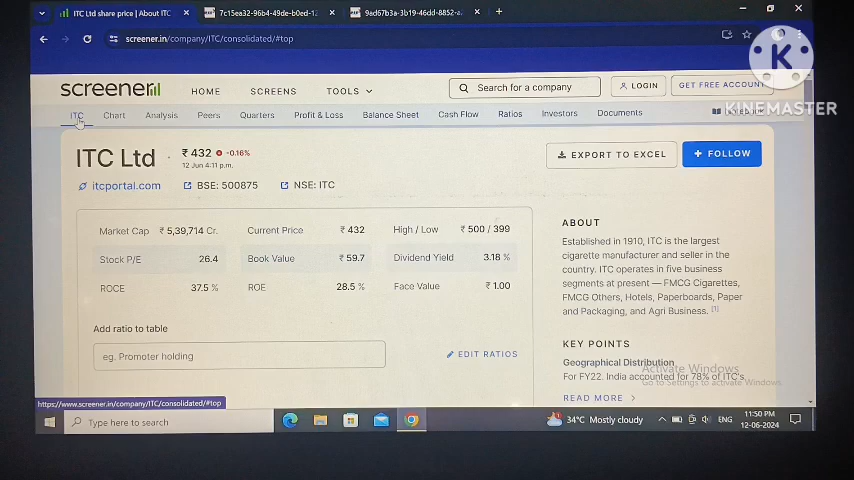 ITC Ltd share price | About ITC
7c15ea32-96b4-49de-b0ed-12
9ad67b3a-3b19-46dd-8852-a
screener.in/company/ITC/consolidated/#top
screener
HOME
SCREENS
TOOLS
Search for a company
LOGIN
GET FREE ACCOUNT
K
KINEMASTER
ITC
Chart
Analysis
Peers
Quarters
Profit & Loss
Balance Sheet
Cash Flow
Ratios
Investors
Documents
ITC Ltd
₹ 432
-0.16%
12 Jun 4:11 p.m.
EXPORT TO EXCEL
+ FOLLOW
itcportal.com
BSE: 500875
NSE: ITC
Market Cap ₹ 5,39,714 Cr.
Current Price ₹ 432
High / Low ₹ 500 / 399
Stock P/E 26.4
Book Value ₹ 59.7
Dividend Yield 3.18 %
ROCE 37.5 %
ROE 28.5 %
Face Value ₹ 1.00
Add ratio to table
eg. Promoter holding
EDIT RATIOS
ABOUT
Established in 1910, ITC is the largest
cigarette manufacturer and seller in the
country. ITC operates in five business
segments at present — FMCG Cigarettes,
FMCG Others, Hotels, Paperboards, Paper
and Packaging, and Agri Business. [1]
KEY POINTS
Geographical Distribution
For FY22, India accounted for 78% of ITC's
READ MORE
Activate Windows
Go to Settings to activate Windows.
https://www.screener.in/company/ITC/consolidated/#top
Type here to search
34°C Mostly cloudy
ENG
11:50 PM
12-06-2024